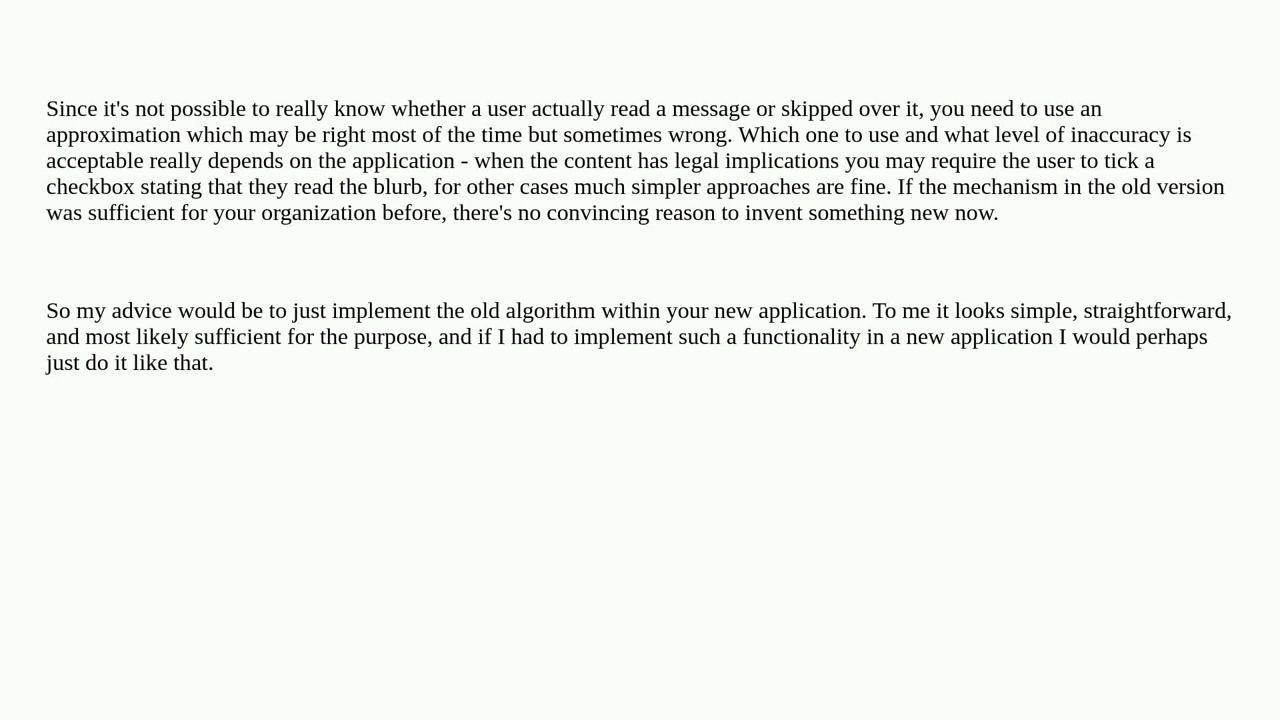 Since it's not possible to really know whether a user actually read a message or skipped over it, you need to use an
approximation which may be right most of the time but sometimes wrong. Which one to use and what level of inaccuracy is
acceptable really depends on the application - when the content has legal implications you may require the user to tick a
checkbox stating that they read the blurb, for other cases much simpler approaches are fine. If the mechanism in the old version
was sufficient for your organization before, there's no convincing reason to invent something new now.
So my advice would be to just implement the old algorithm within your new application. To me it looks simple, straightforward,
and most likely sufficient for the purpose, and if I had to implement such a functionality in a new application I would perhaps
just do it like that.